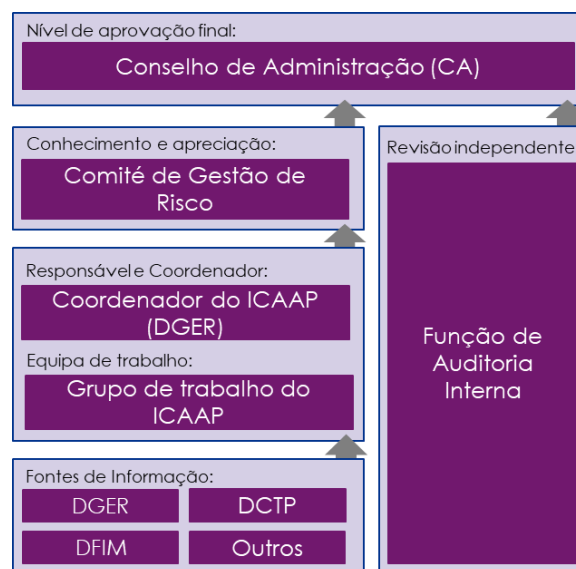 Nível de aprovação final:
Conselho de Administração (CA)
Conhecimento e apreciação:
Comité de Gestão de
Risco
Responsável e Coordenador:
Coordenador do ICAAP
(DGER)
Equipa de trabalho:
Grupo de trabalho do
ICAAP
Fontes de Informação:
DGER
DCTP
DFIM
Outros
Revisão independente
Função de
Auditoria
Interna